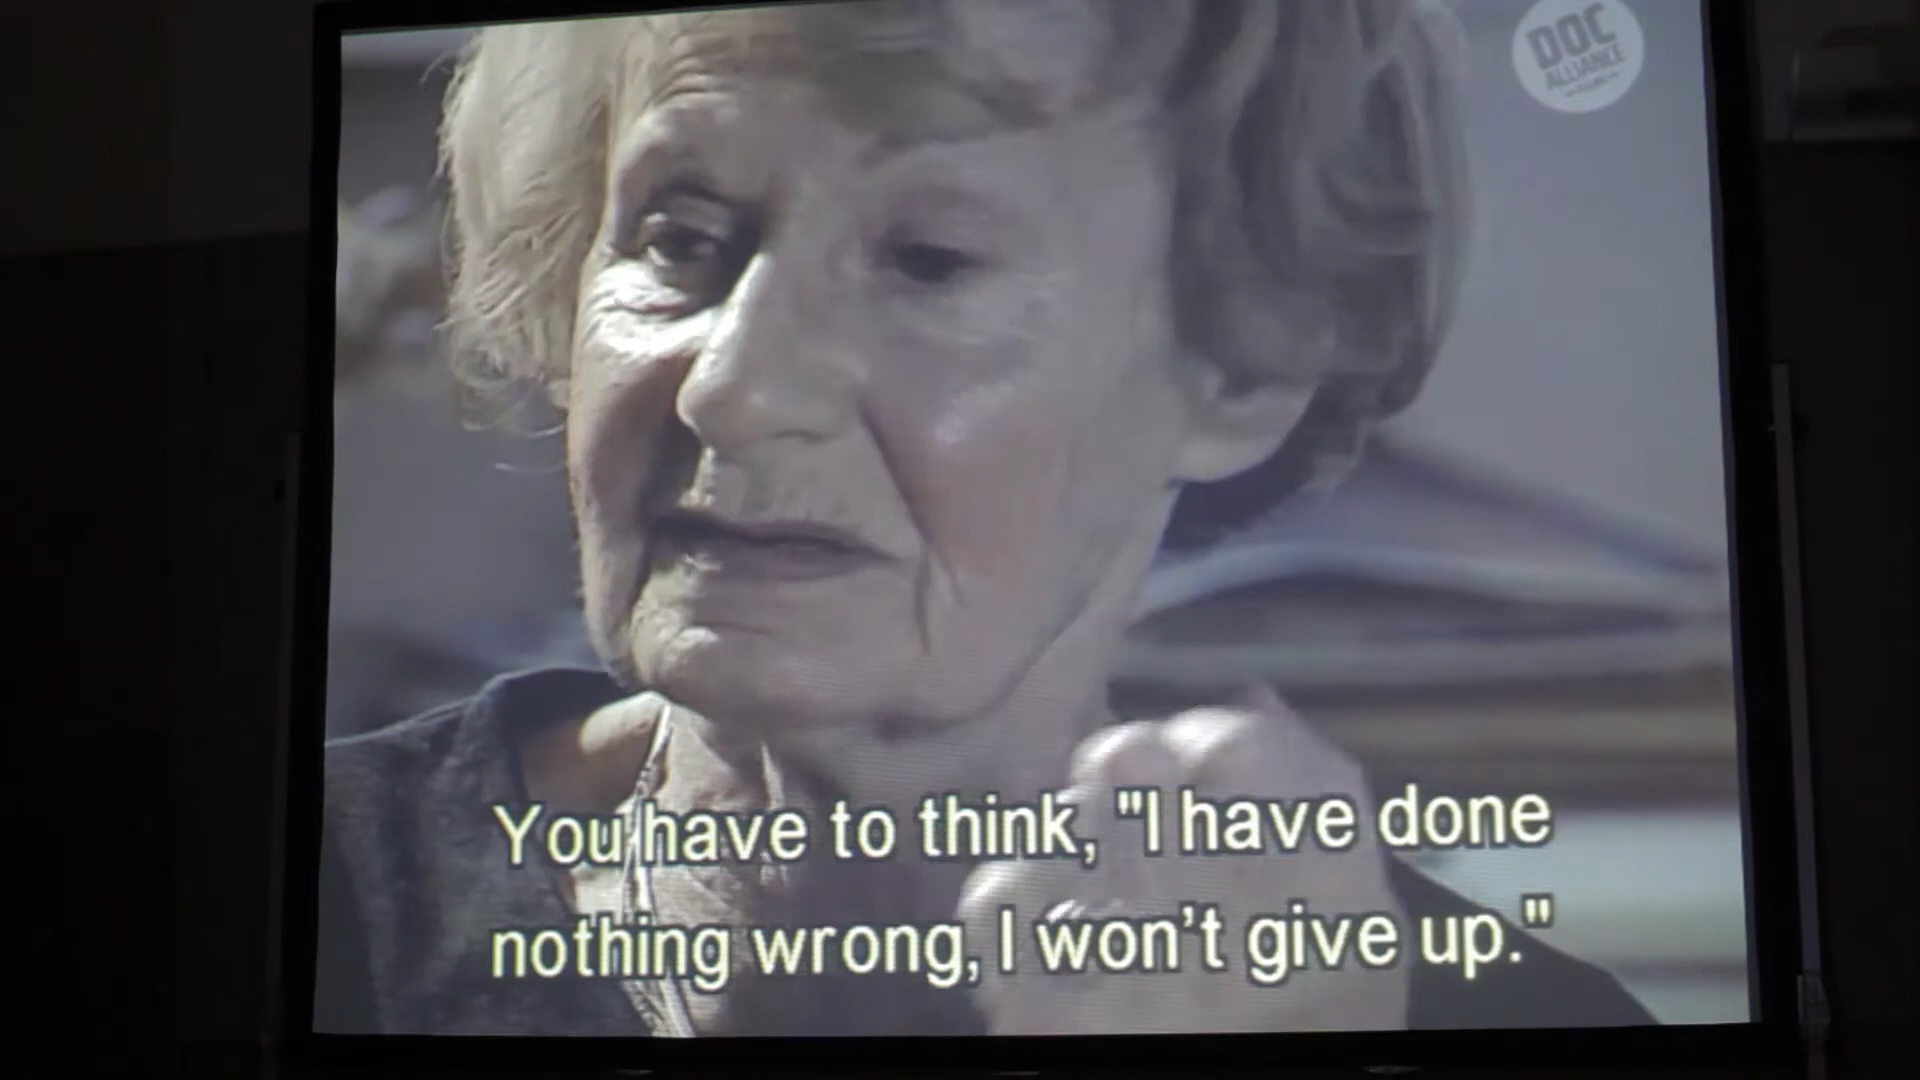 DOC
ALLIANCE
You have to think, "I have done
nothing wrong, I won't give up."